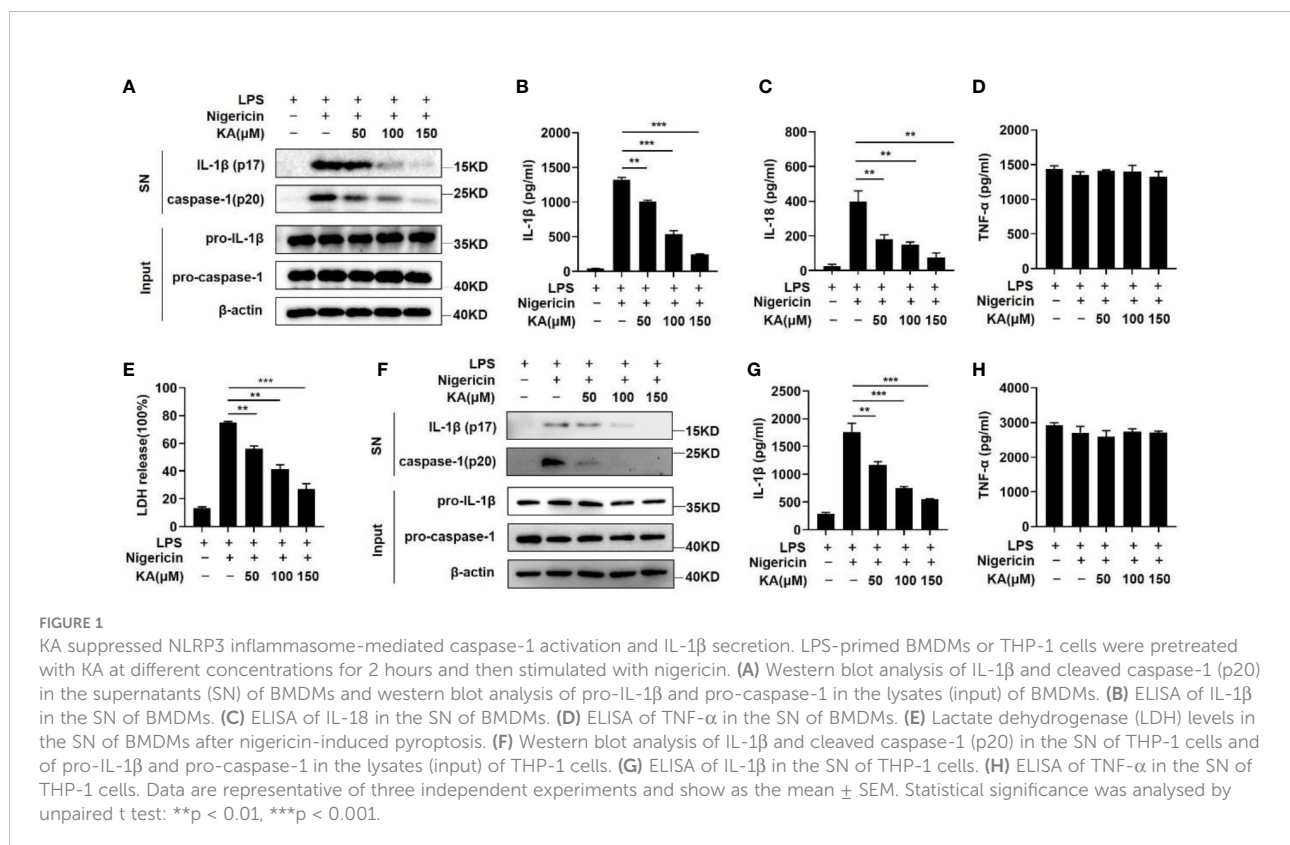 A
LPS + + + + +
Nigericin − + + + +
KA(μM) − − 50 100 150
SN
IL-1β (p17)
15KD
caspase-1(p20)
25KD
Input
pro-IL-1β
35KD
pro-caspase-1
40KD
β-actin
40KD
B
IL-1β (pg/ml)
2000
1500
1000
500
0
***
***
**
LPS + + + + +
Nigericin − + + + +
KA(μM) − − 50 100 150
C
IL-18 (pg/ml)
800
600
400
200
0
**
**
**
LPS + + + + +
Nigericin − + + + +
KA(μM) − − 50 100 150
D
TNF-α (pg/ml)
2000
1500
1000
500
0
LPS + + + + +
Nigericin − + + + +
KA(μM) − − 50 100 150
E
LDH release(100%)
100
80
60
40
20
0
***
**
**
LPS + + + + +
Nigericin − + + + +
KA(μM) − − 50 100 150
F
LPS + + + + +
Nigericin − + + + +
KA(μM) − − 50 100 150
SN
IL-1β (p17)
15KD
caspase-1(p20)
25KD
Input
pro-IL-1β
35KD
pro-caspase-1
40KD
β-actin
40KD
G
IL-1β (pg/ml)
2500
2000
1500
1000
500
0
***
***
**
LPS + + + + +
Nigericin − + + + +
KA(μM) − − 50 100 150
H
TNF-α (pg/ml)
4000
3000
2000
1000
0
LPS + + + + +
Nigericin − + + + +
KA(μM) − − 50 100 150
FIGURE 1
KA suppressed NLRP3 inflammasome-mediated caspase-1 activation and IL-1β secretion. LPS-primed BMDMs or THP-1 cells were pretreated
with KA at different concentrations for 2 hours and then stimulated with nigericin. (A) Western blot analysis of IL-1β and cleaved caspase-1 (p20)
in the supernatants (SN) of BMDMs and western blot analysis of pro-IL-1β and pro-caspase-1 in the lysates (input) of BMDMs. (B) ELISA of IL-1β
in the SN of BMDMs. (C) ELISA of IL-18 in the SN of BMDMs. (D) ELISA of TNF-α in the SN of BMDMs. (E) Lactate dehydrogenase (LDH) levels in
the SN of BMDMs after nigericin-induced pyroptosis. (F) Western blot analysis of IL-1β and cleaved caspase-1 (p20) in the SN of THP-1 cells and
of pro-IL-1β and pro-caspase-1 in the lysates (input) of THP-1 cells. (G) ELISA of IL-1β in the SN of THP-1 cells. (H) ELISA of TNF-α in the SN of
THP-1 cells. Data are representative of three independent experiments and show as the mean ± SEM. Statistical significance was analysed by
unpaired t test: **p < 0.01, ***p < 0.001.